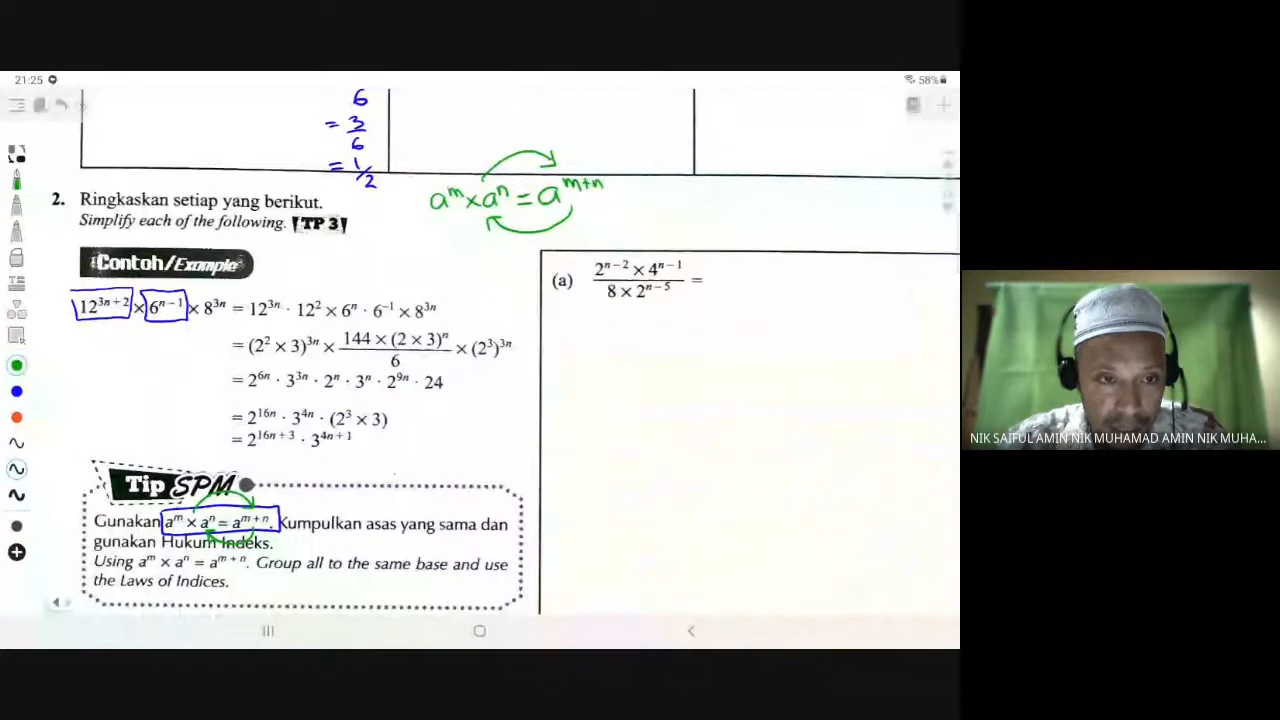 21:25
58%
6
= 3/6
= 1/2
a^m × a^n = a^{m+n}
2. Ringkaskan setiap yang berikut.
Simplify each of the following. TP 3
Contoh/Example
12^{3n+2} × 6^{n−1} × 8^{3n} = 12^{3n} · 12^2 × 6^n · 6^{−1} × 8^{3n}
= (2^2 × 3)^{3n} × \frac{144 × (2 × 3)^n}{6} × (2^3)^{3n}
= 2^{6n} · 3^{3n} · 2^n · 3^n · 2^{9n} · 24
= 2^{16n} · 3^{4n} · (2^3 × 3)
= 2^{16n+3} · 3^{4n+1}
Tip SPM
Gunakan a^m × a^n = a^{m+n}. Kumpulkan asas yang sama dan
gunakan Hukum Indeks.
Using a^m × a^n = a^{m+n}. Group all to the same base and use
the Laws of Indices.
(a) \frac{2^{n−2} × 4^{n−1}}{8 × 2^{n−5}} =
NIK SAIFUL AMIN NIK MUHAMAD AMIN NIK MUHA...